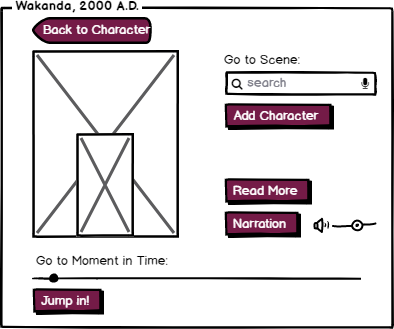 Wakanda, 2000 A.D.
Back to Character
Go to Scene:
search
Add Character
Read More
Narration
Go to Moment in Time:
Jump in!